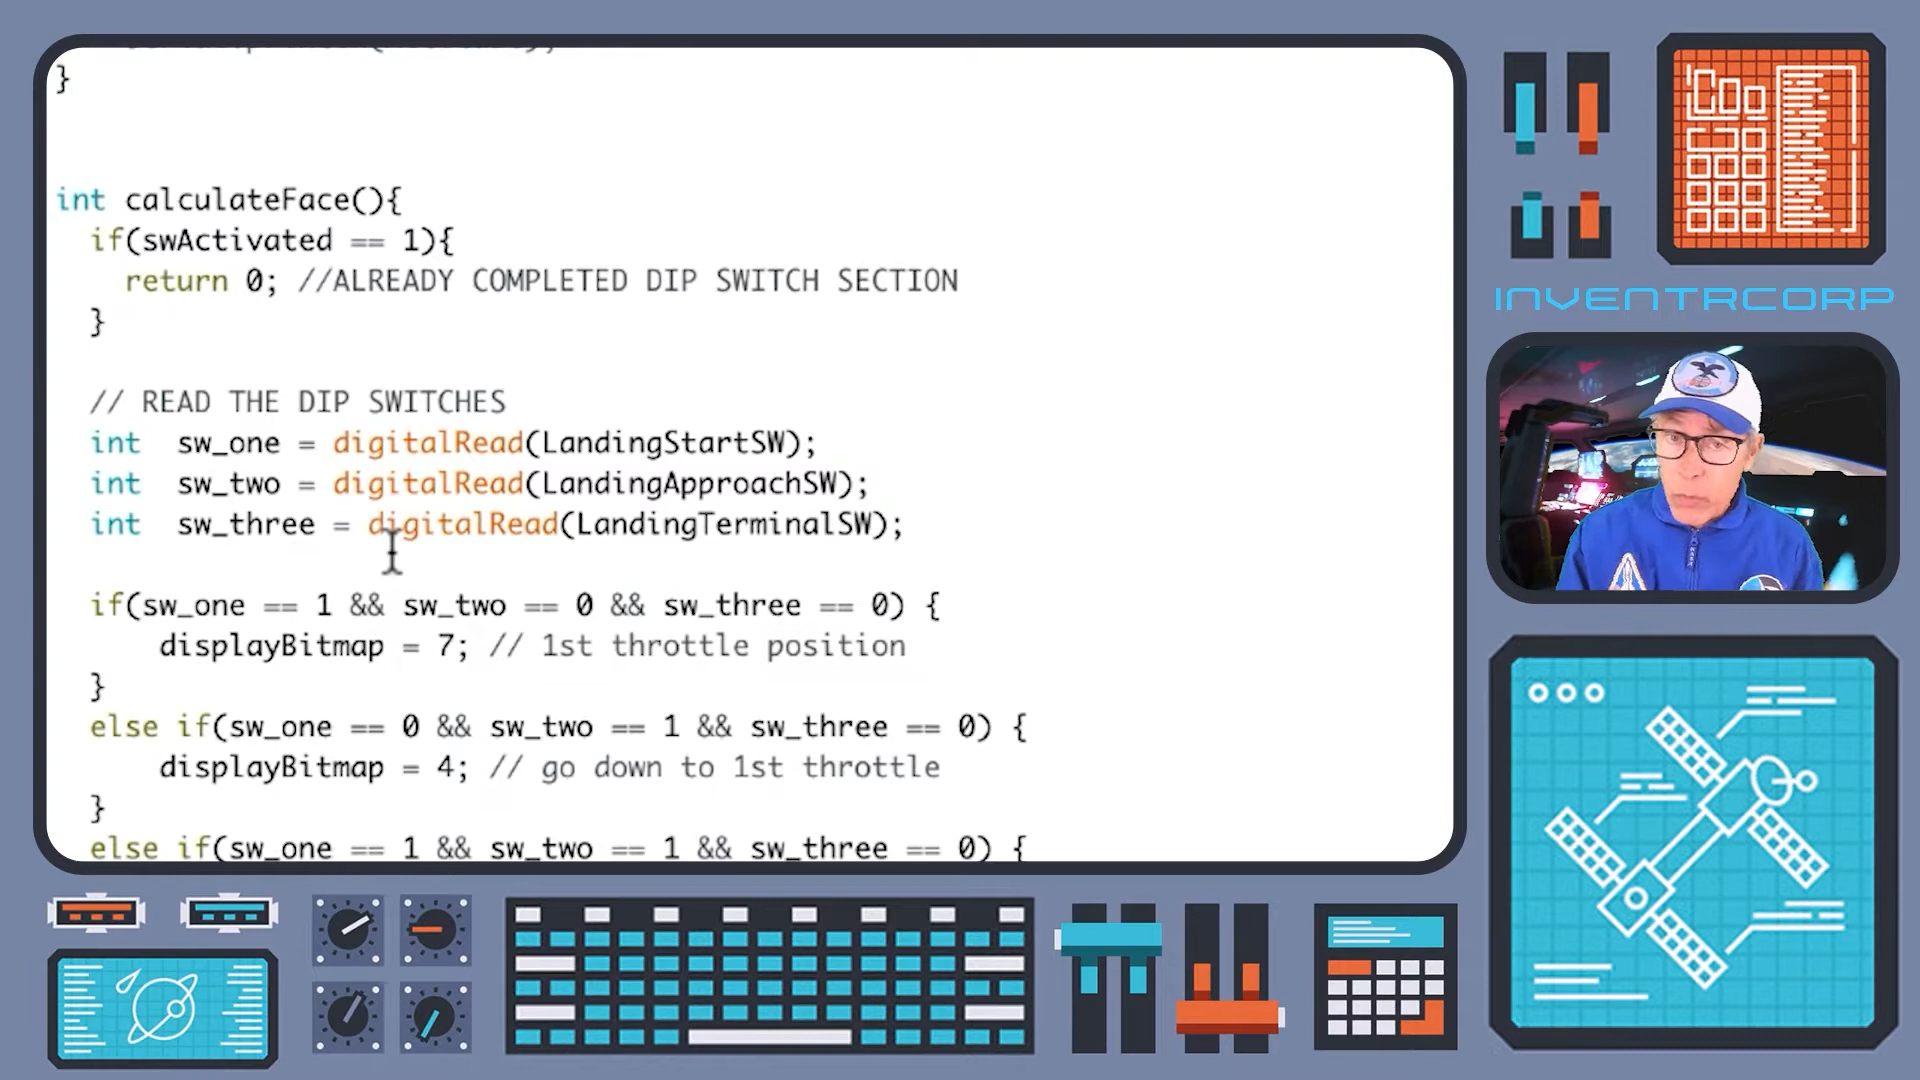 }
int calculateFace(){
if(swActivated == 1){
return 0; //ALREADY COMPLETED DIP SWITCH SECTION
}
// READ THE DIP SWITCHES
int sw_one = digitalRead(LandingStartSW);
int sw_two = digitalRead(LandingApproachSW);
int sw_three = digitalRead(LandingTerminalSW);
if(sw_one == 1 && sw_two == 0 && sw_three == 0) {
displayBitmap = 7; // 1st throttle position
}
else if(sw_one == 0 && sw_two == 1 && sw_three == 0) {
displayBitmap = 4; // go down to 1st throttle
}
else if(sw_one == 1 && sw_two == 1 && sw_three == 0) {
INVENTRCORP